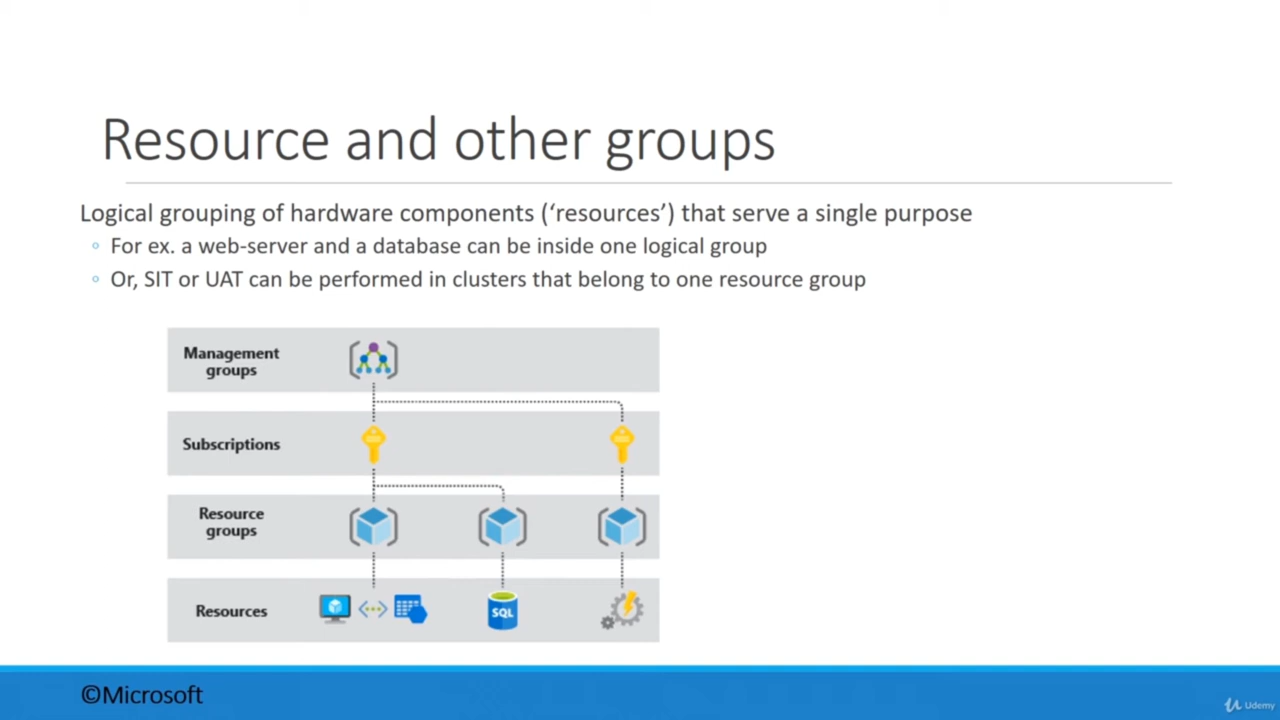 Resource and other groups
Logical grouping of hardware components (‘resources’) that serve a single purpose
For ex. a web-server and a database can be inside one logical group
Or, SIT or UAT can be performed in clusters that belong to one resource group
Management
groups
Subscriptions
Resource
groups
Resources
SQL
©Microsoft
Udemy